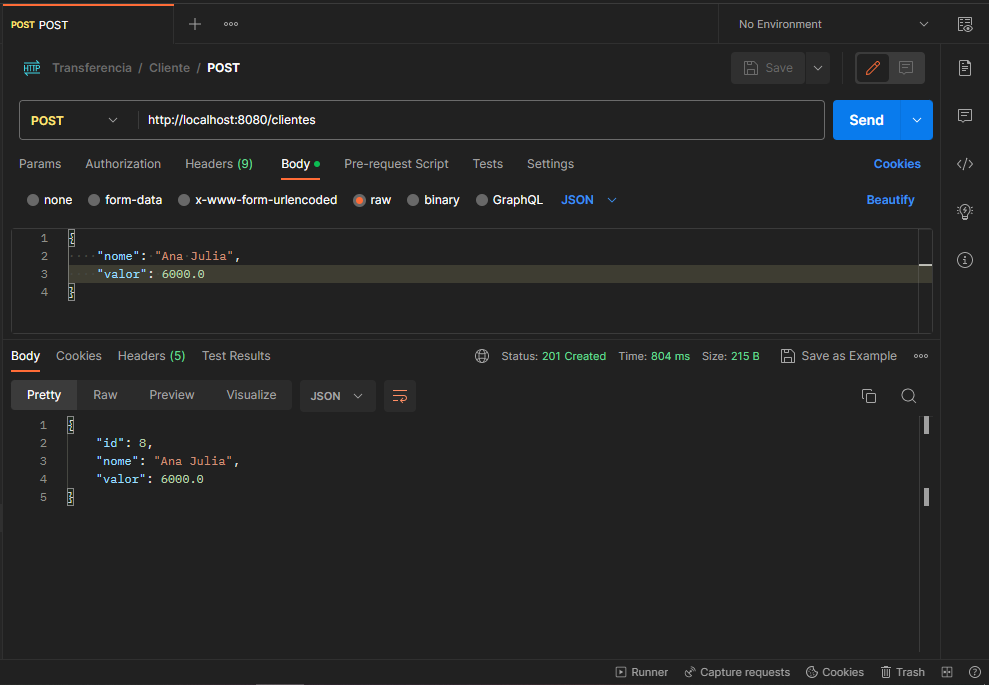 POST POST
No Environment
HTTP Transferencia / Cliente / POST
Save
POST http://localhost:8080/clientes
Send
Params Authorization Headers (9) Body Pre-request Script Tests Settings Cookies
none form-data x-www-form-urlencoded raw binary GraphQL JSON Beautify
1 {
2 "nome": "Ana Julia",
3 "valor": 6000.0
4 }
Body Cookies Headers (5) Test Results Status: 201 Created Time: 804 ms Size: 215 B Save as Example
Pretty Raw Preview Visualize JSON
1 {
2 "id": 8,
3 "nome": "Ana Julia",
4 "valor": 6000.0
5 }
Runner Capture requests Cookies Trash